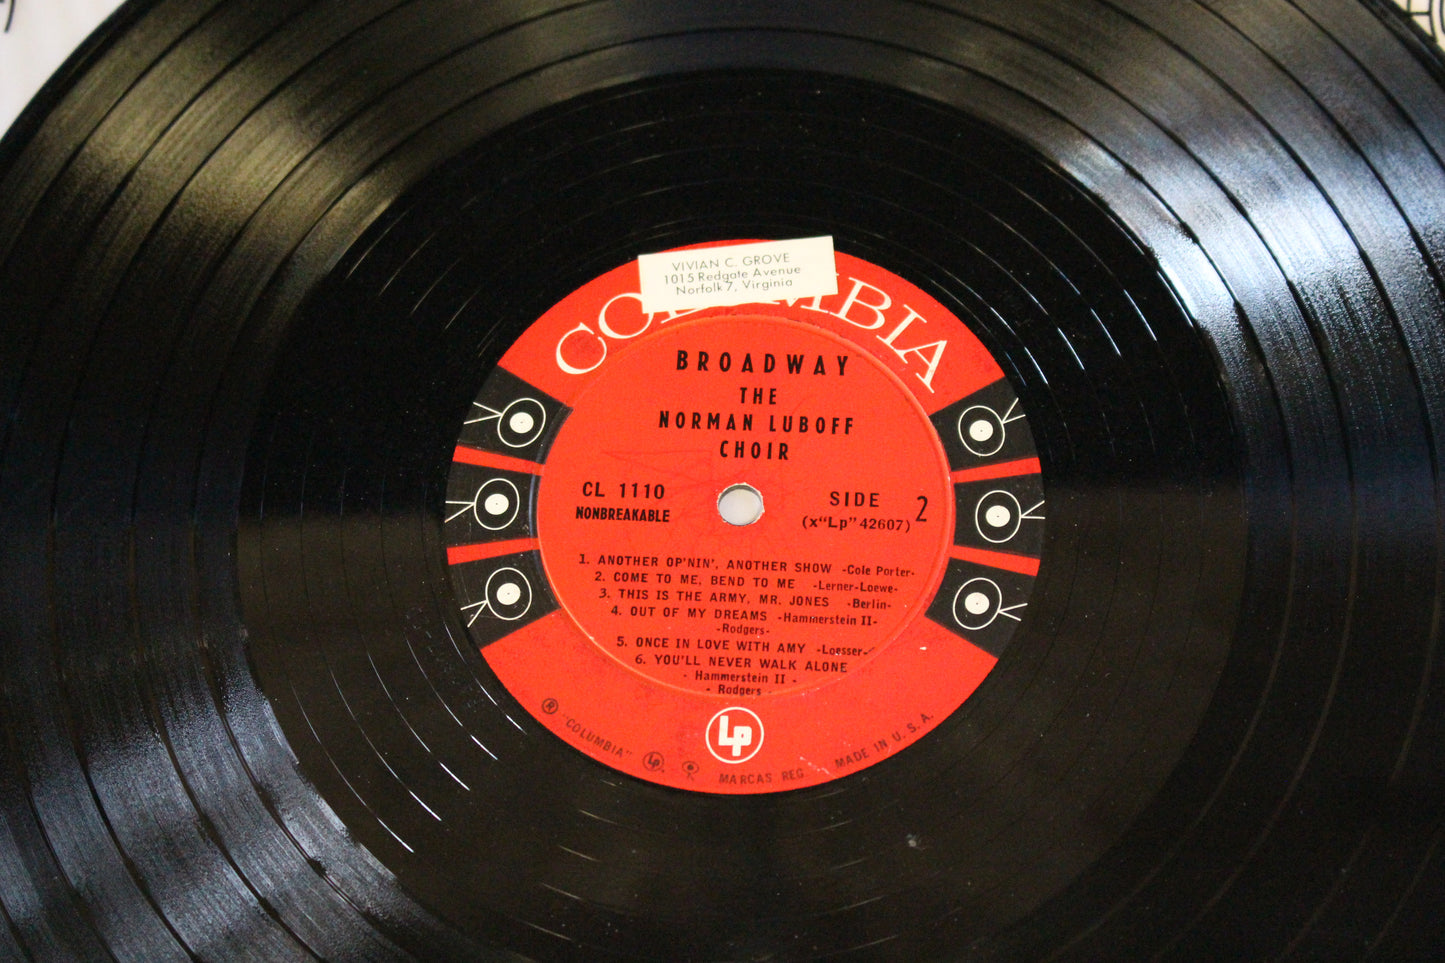 VIVIAN C. GROVE
1015 Redgate Avenue
Norfolk 7, Virginia
COLUMBIA
BROADWAY
THE
NORMAN LUBOFF
CHOIR
CL 1110
NONBREAKABLE
SIDE 2
(x"Lp" 42607)
1. ANOTHER OP'NIN', ANOTHER SHOW -Cole Porter-
2. COME TO ME, BEND TO ME -Lerner-Loewe-
3. THIS IS THE ARMY, MR. JONES -Berlin-
4. OUT OF MY DREAMS -Hammerstein II-
-Rodgers-
5. ONCE IN LOVE WITH AMY -Loesser-
6. YOU'LL NEVER WALK ALONE
- Hammerstein II -
- Rodgers -
Lp
® "COLUMBIA" Lp MARCAS REG MADE IN U. S. A.